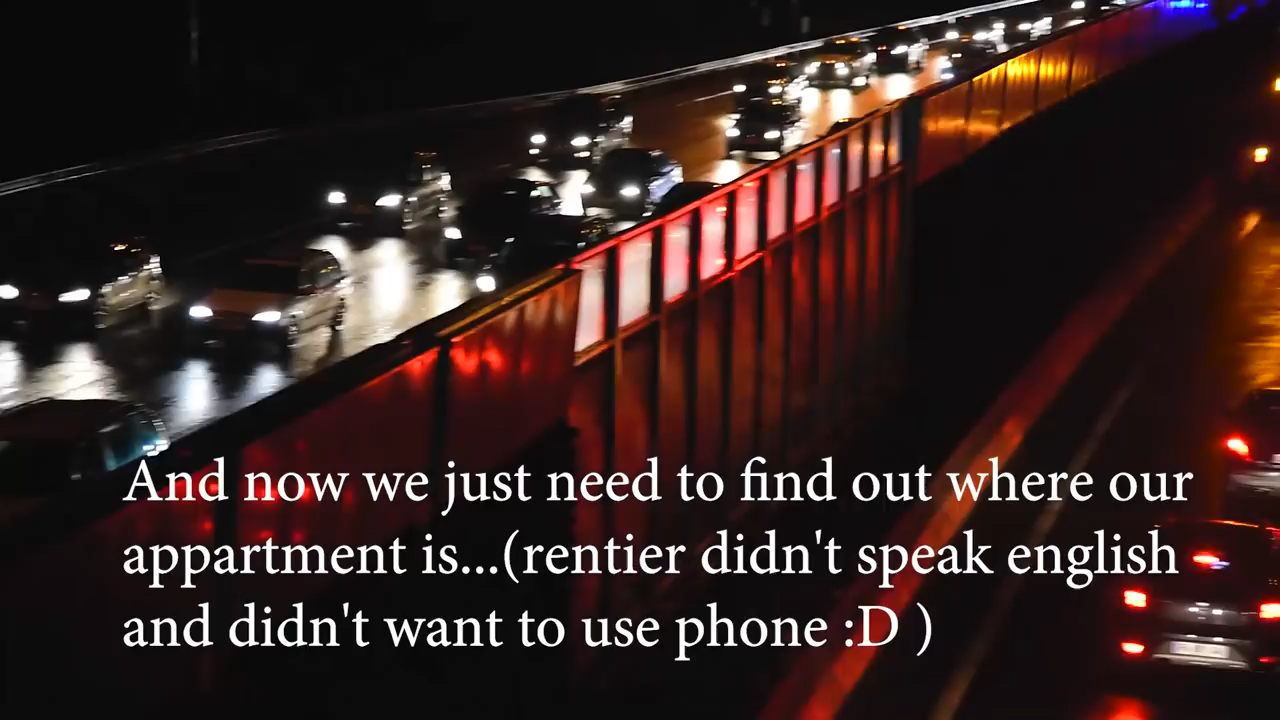 And now we just need to find out where our
appartment is...(rentier didn't speak english
and didn't want to use phone :D )